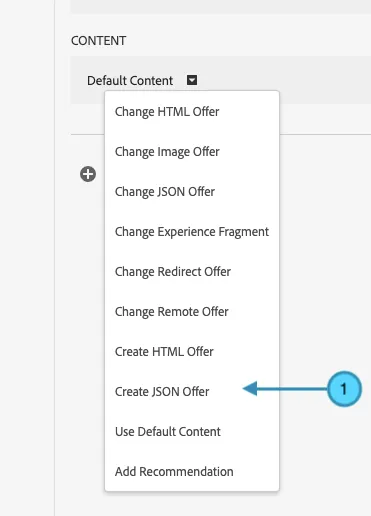 CONTENT
Default Content
Change HTML Offer
Change Image Offer
Change JSON Offer
Change Experience Fragment
Change Redirect Offer
Change Remote Offer
Create HTML Offer
Create JSON Offer
1
Use Default Content
Add Recommendation